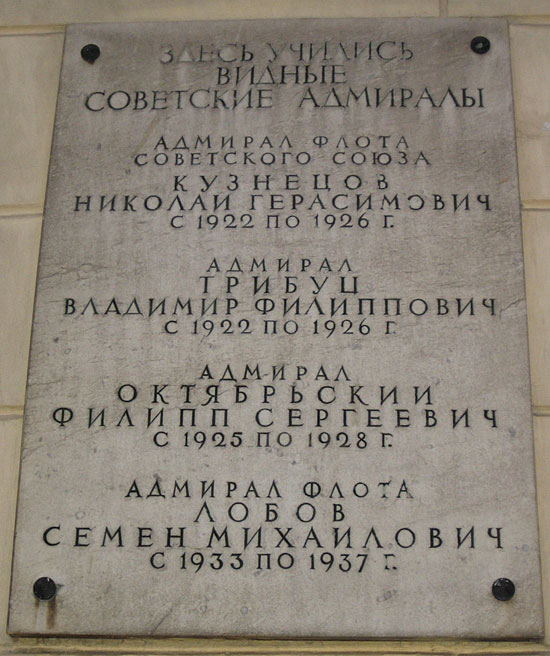 ЗДЕСЬ УЧИЛИСЬ
ВИДНЫЕ
СОВЕТСКИЕ АДМИРАЛЫ
АДМИРАЛ ФЛОТА
СОВЕТСКОГО СОЮЗА
КУЗНЕЦОВ
НИКОЛАЙ ГЕРАСИМОВИЧ
С 1922 ПО 1926 Г.
АДМИРАЛ
ТРИБУЦ
ВЛАДИМИР ФИЛИППОВИЧ
С 1922 ПО 1926 Г.
АДМИРАЛ
ОКТЯБРЬСКИЙ
ФИЛИПП СЕРГЕЕВИЧ
С 1925 ПО 1928 Г.
АДМИРАЛ ФЛОТА
ЛОБОВ
СЕМЕН МИХАЙЛОВИЧ
С 1933 ПО 1937 Г.